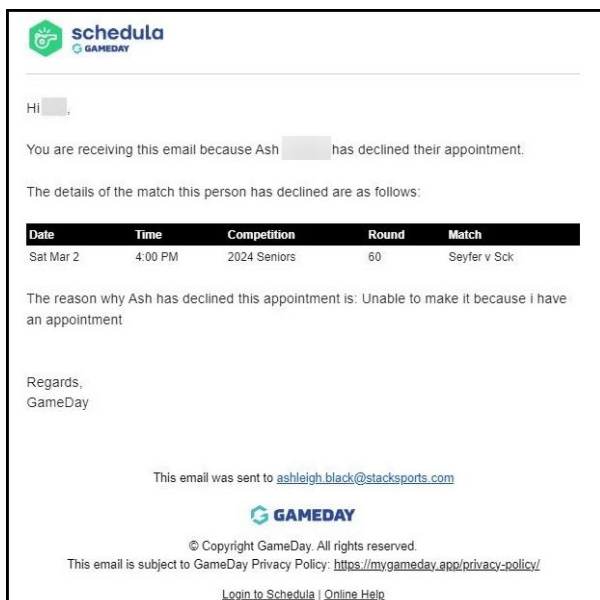 schedula
GAMEDAY
Hi ,
You are receiving this email because Ash has declined their appointment.
The details of the match this person has declined are as follows:
Date Time Competition Round Match
Sat Mar 2 4:00 PM 2024 Seniors 60 Seyfer v Sck
The reason why Ash has declined this appointment is: Unable to make it because i have
an appointment
Regards,
GameDay
This email was sent to ashleigh.black@stacksports.com
GAMEDAY
© Copyright GameDay. All rights reserved.
This email is subject to GameDay Privacy Policy: https://mygameday.app/privacy-policy/
Login to Schedula | Online Help